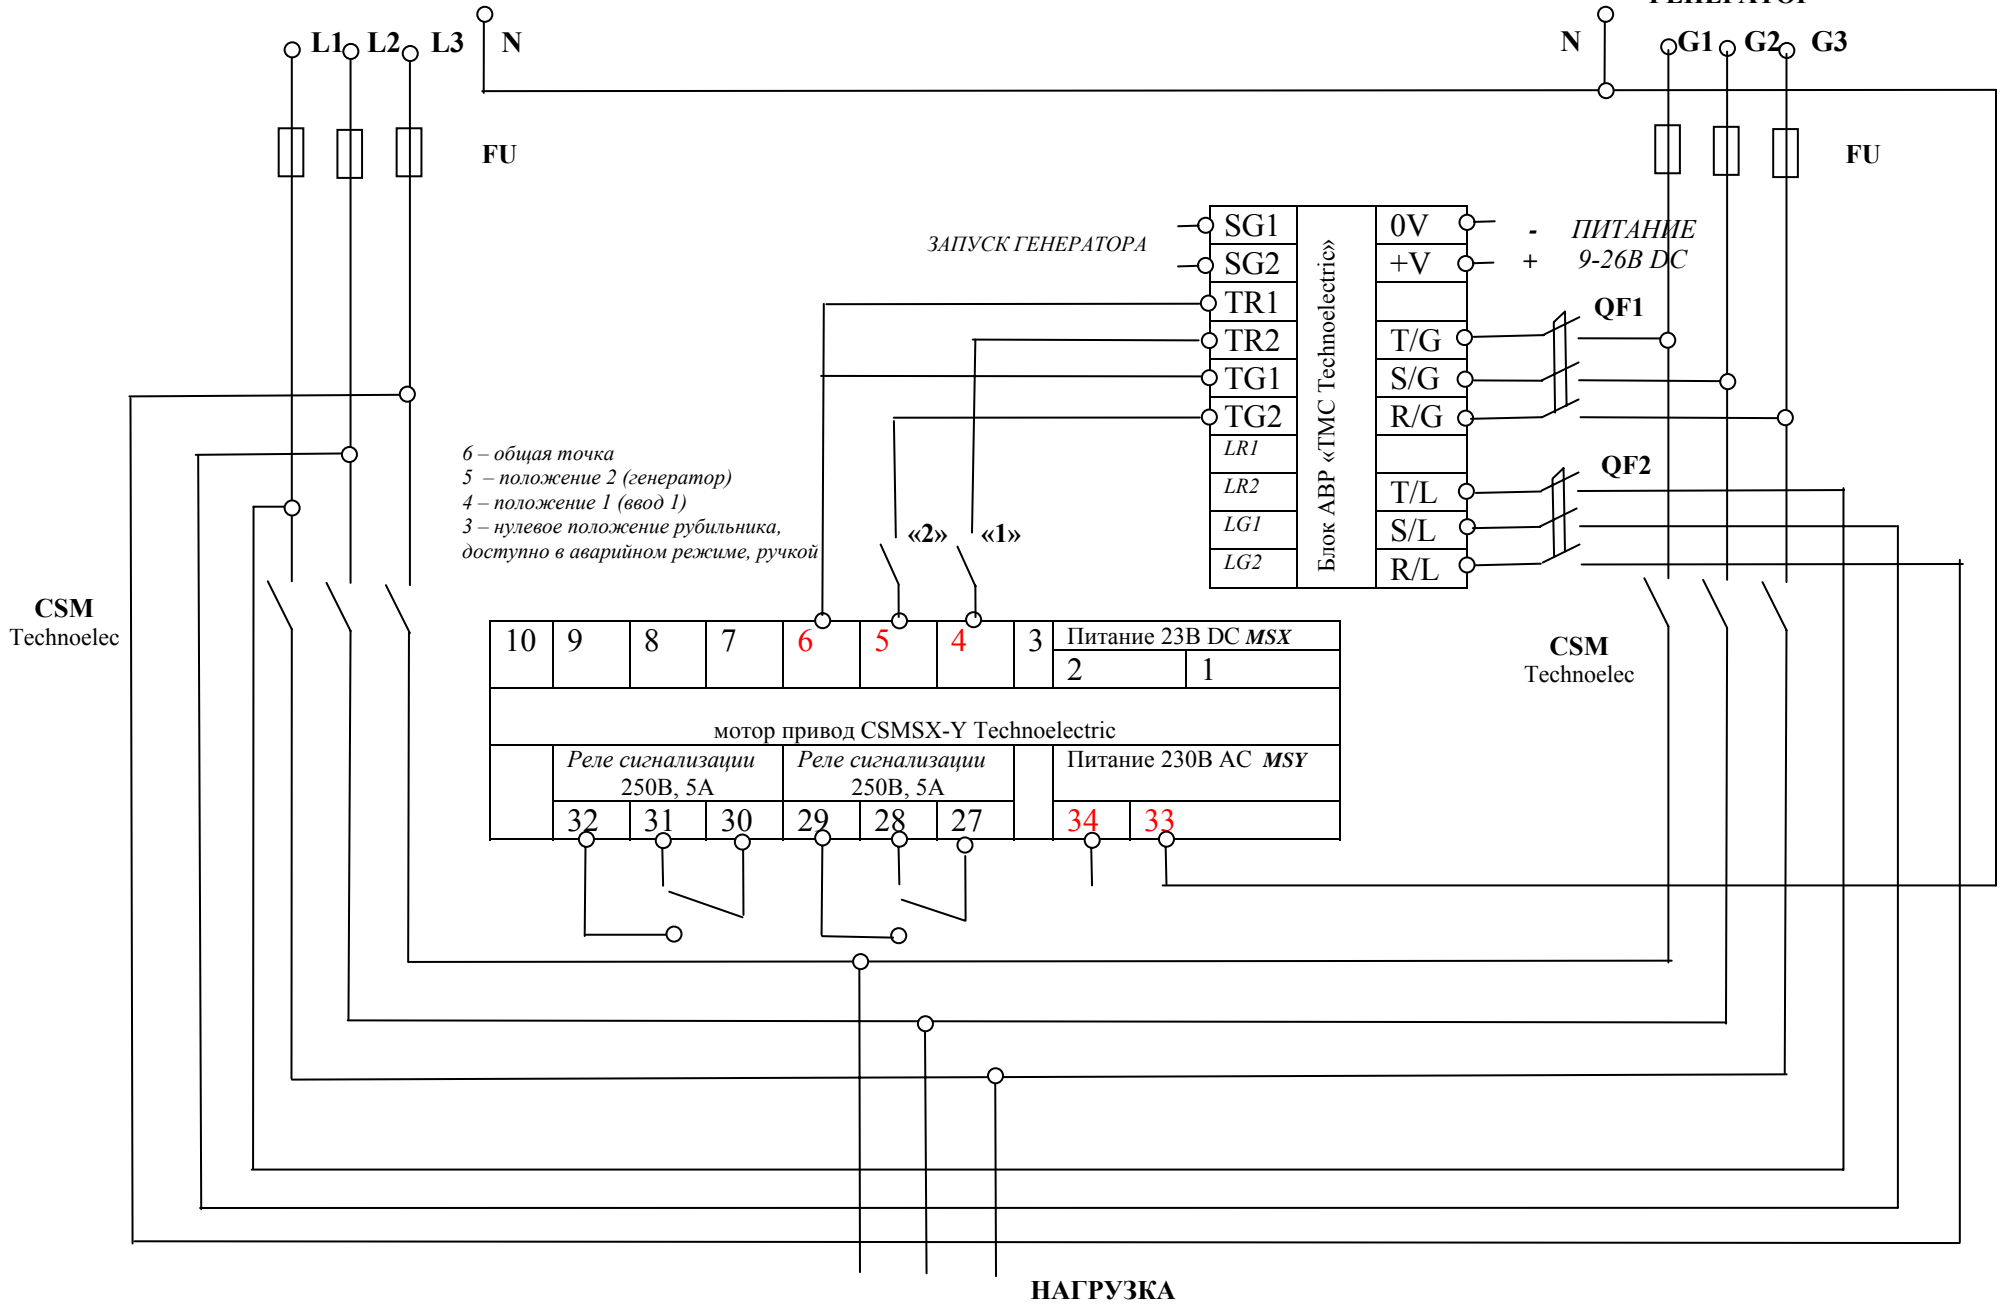 ГЕНЕРАТОР
L1 L2 L3 N
N G1 G2 G3
FU
FU
ЗАПУСК ГЕНЕРАТОРА
SG1
SG2
TR1
TR2
TG1
TG2
LR1
LR2
LG1
LG2
Блок АВР «ТМС Technoelectric»
0V
+V
T/G
S/G
R/G
T/L
S/L
R/L
- ПИТАНИЕ
+ 9-26В DC
QF1
QF2
6 – общая точка
5 – положение 2 (генератор)
4 – положение 1 (ввод 1)
3 – нулевое положение рубильника,
доступно в аварийном режиме, ручкой
«2» «1»
CSM
Technoelec
CSM
Technoelec
10 9 8 7 6 5 4 3 Питание 23В DC MSX
2 1
мотор привод CSMSX-Y Technoelectric
Реле сигнализации
250В, 5А
Реле сигнализации
250В, 5А
Питание 230В АС MSY
32 31 30 29 28 27 34 33
НАГРУЗКА